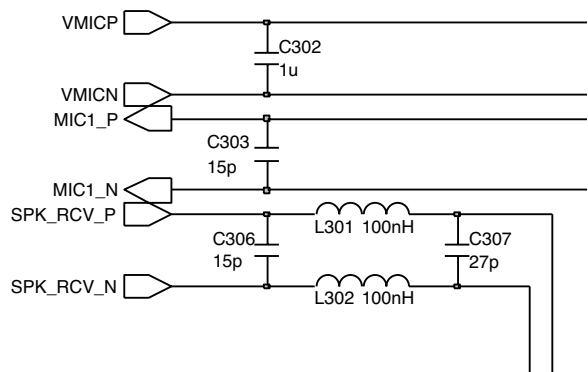 VMICP
C302
1u
VMICN
MIC1_P
C303
15p
MIC1_N
SPK_RCV_P
L301 100nH
C306
15p
C307
27p
SPK_RCV_N
L302 100nH